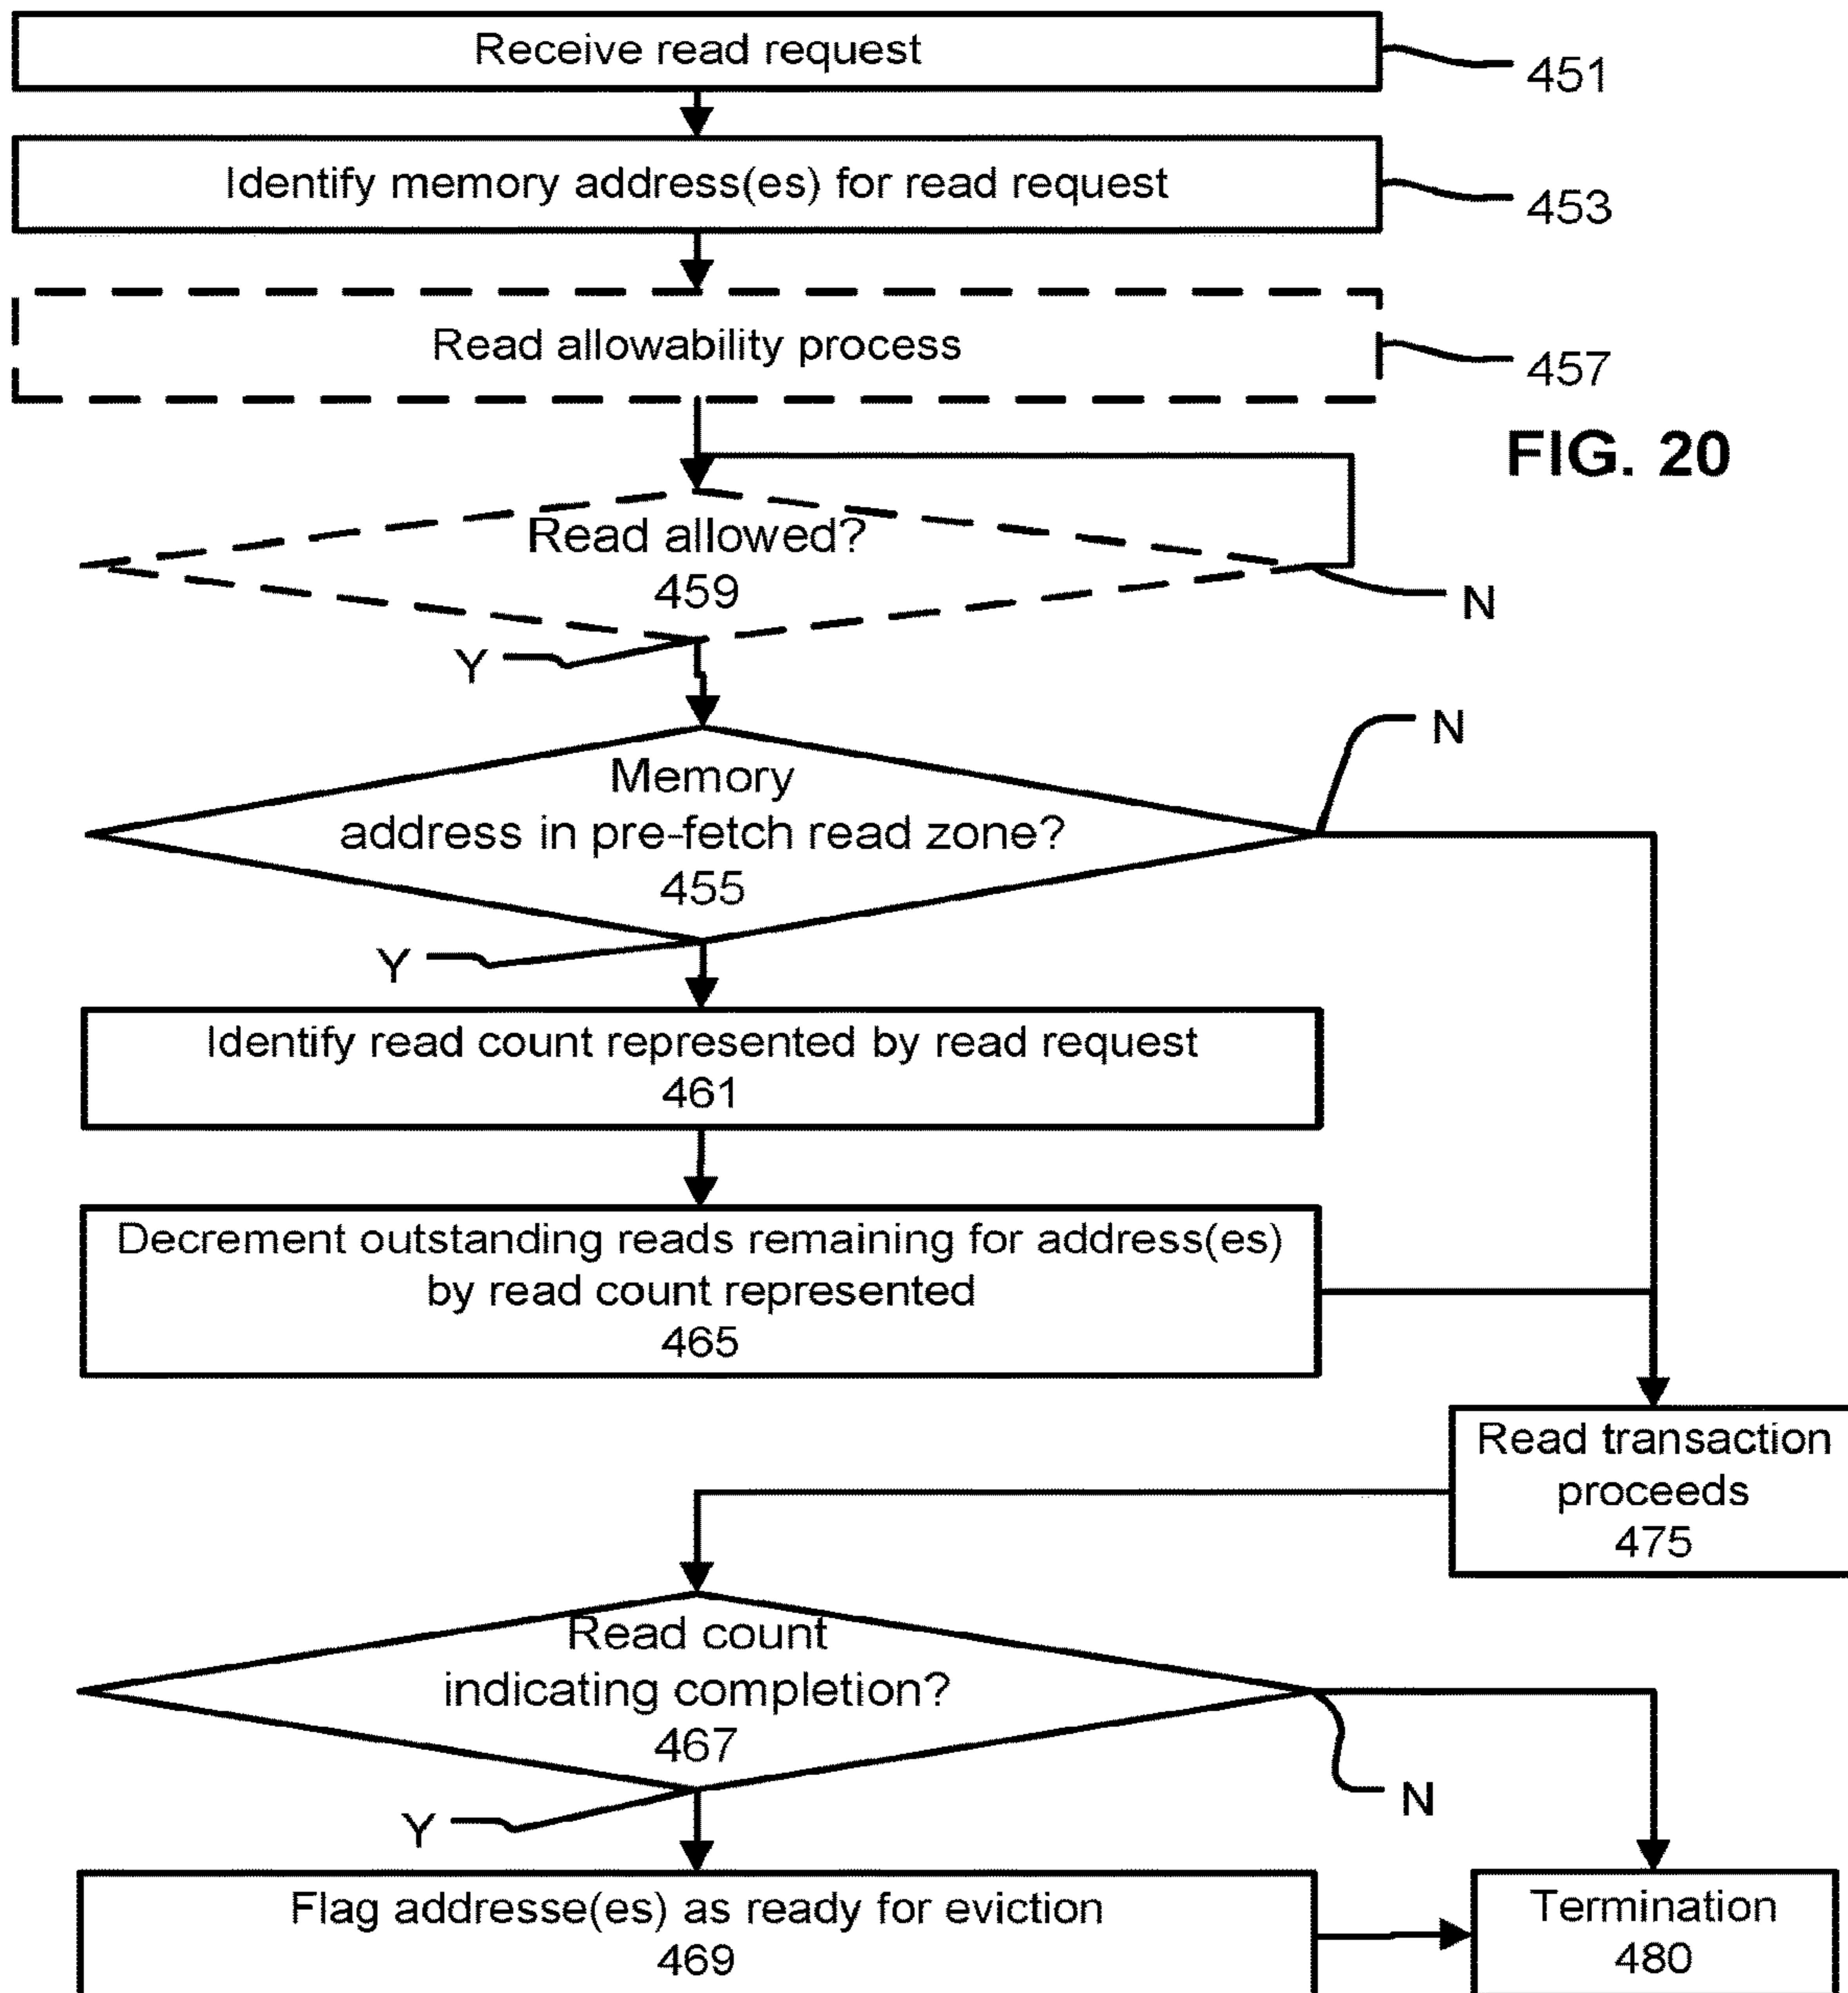 Receive read request
451
Identify memory address(es) for read request
453
Read allowability process
457
FIG. 20
Read allowed?
459
N
Y
N
Memory
address in pre-fetch read zone?
455
Y
Identify read count represented by read request
461
Decrement outstanding reads remaining for address(es)
by read count represented
465
Read transaction
proceeds
475
Read count
indicating completion?
467
N
Y
Flag addresse(es) as ready for eviction
469
Termination
480